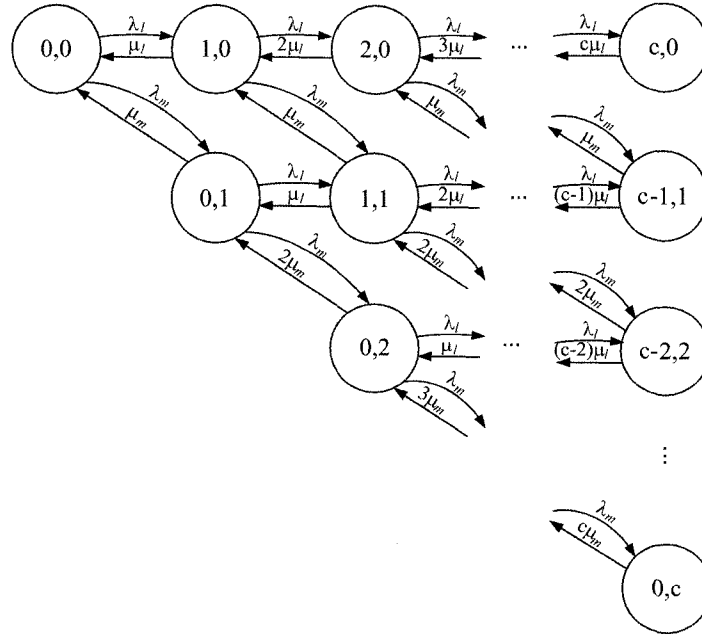 λl λl λl λl
0,0 μl 1,0 2μl 2,0 3μl ... cμl c,0
λm λm λm λm
μm μm μm μm
0,1 λl μl 1,1 λl 2μl ... λl (c-1)μl c-1,1
λm λm λm
2μm 2μm 2μm
0,2 λl μl ... λl (c-2)μl c-2,2
λm
3μm
⋮
λm
cμm
0,c